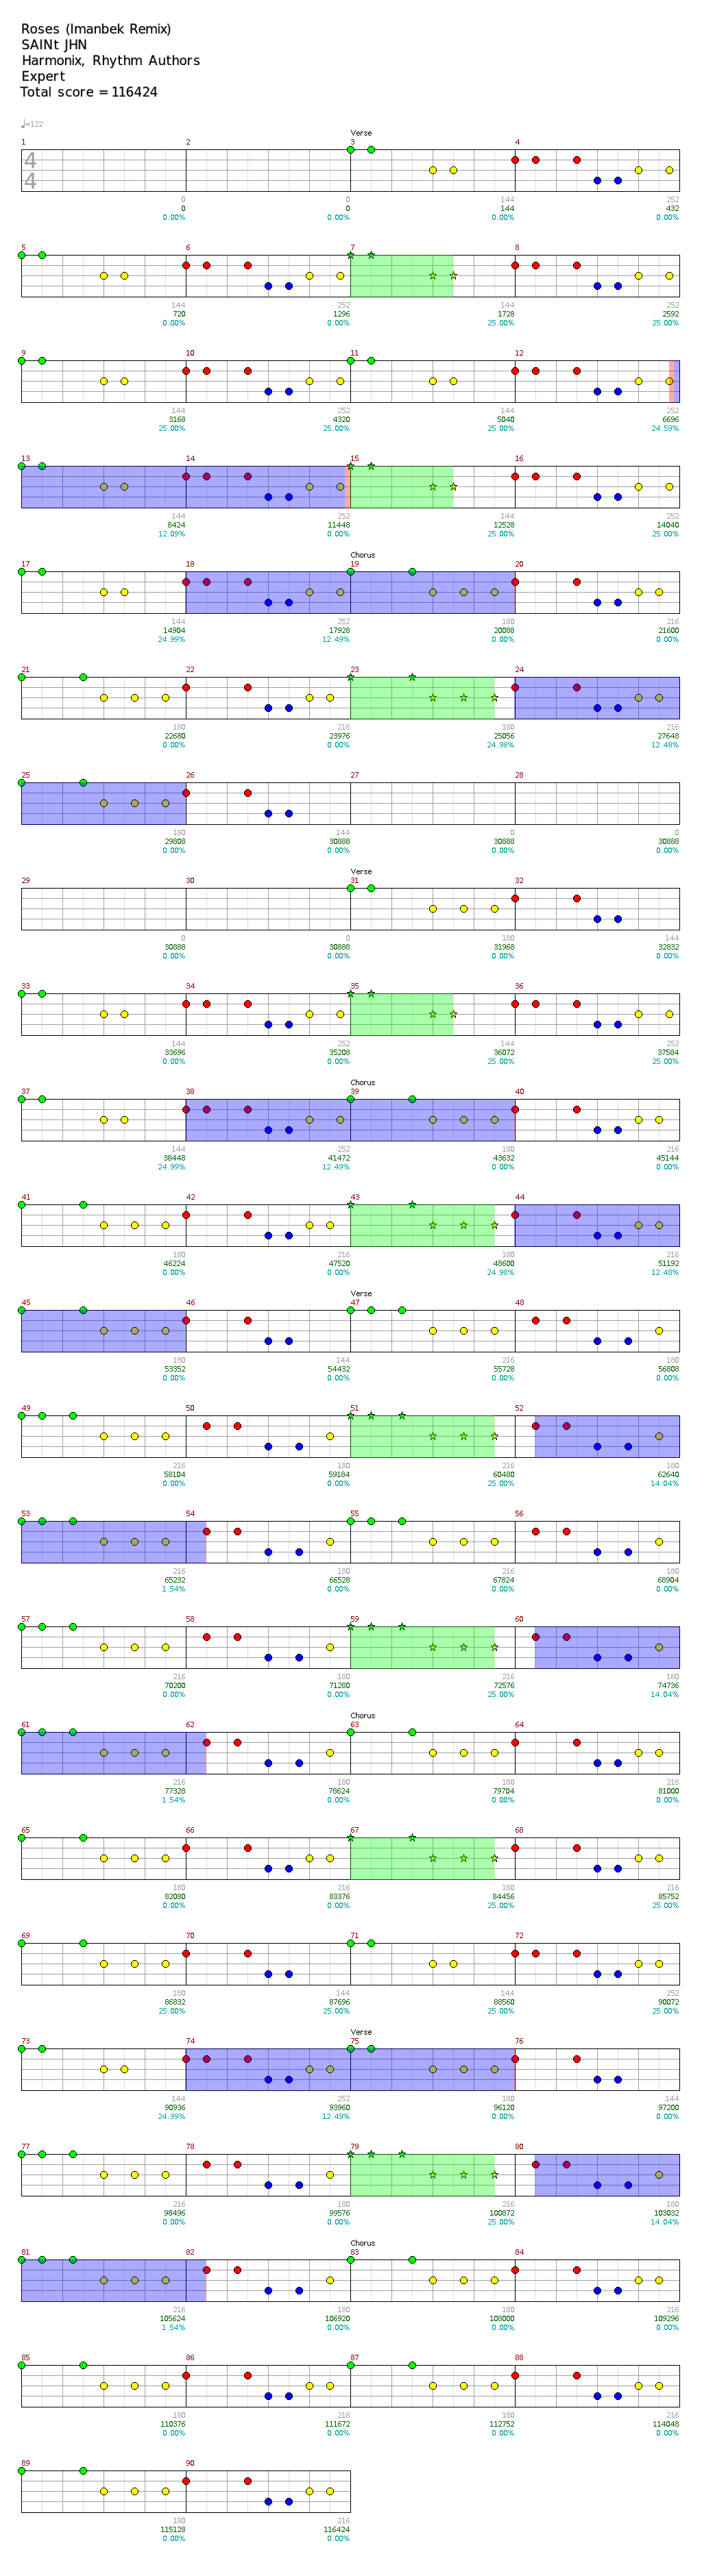 Roses (Imanbek Remix)
SAINt JHN
Harmonix, Rhythm Authors
Expert
Total score = 116424
♩=122
Verse
1 2 3 4
4
4
0 0 144 252
0 0 144 432
0.00% 0.00% 0.00% 0.00%
5 6 7 8
144 252 144 252
720 1296 1728 2592
0.00% 0.00% 25.00% 25.00%
9 10 11 12
144 252 144 252
3168 4320 5040 6696
25.00% 25.00% 25.00% 24.59%
13 14 15 16
144 252 144 252
8424 11448 12528 14040
12.09% 0.00% 25.00% 25.00%
Chorus
17 18 19 20
144 252 180 216
14904 17928 20088 21600
24.99% 12.49% 0.00% 0.00%
21 22 23 24
180 216 180 216
22680 23976 25056 27648
0.00% 0.00% 24.98% 12.48%
25 26 27 28
180 144 0 0
29808 30888 30888 30888
0.00% 0.00% 0.00% 0.00%
Verse
29 30 31 32
0 0 180 144
30888 30888 31968 32832
0.00% 0.00% 0.00% 0.00%
33 34 35 36
144 252 144 252
33696 35208 36072 37584
0.00% 0.00% 25.00% 25.00%
Chorus
37 38 39 40
144 252 180 216
38448 41472 43632 45144
24.99% 12.49% 0.00% 0.00%
41 42 43 44
180 216 180 216
46224 47520 48600 51192
0.00% 0.00% 24.98% 12.48%
Verse
45 46 47 48
180 144 216 180
53352 54432 55728 56808
0.00% 0.00% 0.00% 0.00%
49 50 51 52
216 180 216 180
58104 59184 60480 62640
0.00% 0.00% 25.00% 14.04%
53 54 55 56
216 180 216 180
65232 66528 67824 68904
1.54% 0.00% 0.00% 0.00%
57 58 59 60
216 180 216 180
70200 71280 72576 74736
0.00% 0.00% 25.00% 14.04%
Chorus
61 62 63 64
216 180 180 216
77328 78624 79704 81000
1.54% 0.00% 0.00% 0.00%
65 66 67 68
180 216 180 216
82080 83376 84456 85752
0.00% 0.00% 25.00% 25.00%
69 70 71 72
180 144 144 252
86832 87696 88560 90072
25.00% 25.00% 25.00% 25.00%
Verse
73 74 75 76
144 252 180 144
90936 93960 96120 97200
24.99% 12.49% 0.00% 0.00%
77 78 79 80
216 180 216 180
98496 99576 100872 103032
0.00% 0.00% 25.00% 14.04%
Chorus
81 82 83 84
216 180 180 216
105624 106920 108000 109296
1.54% 0.00% 0.00% 0.00%
85 86 87 88
180 216 180 216
110376 111672 112752 114048
0.00% 0.00% 0.00% 0.00%
89 90
180 216
115128 116424
0.00% 0.00%